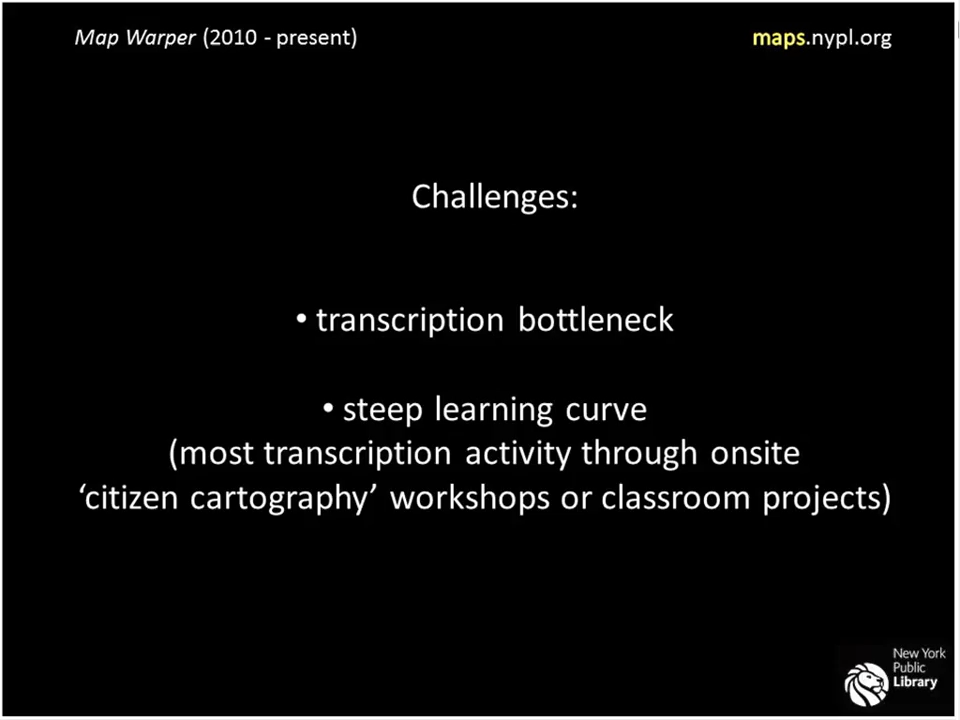 Map Warper (2010 - present)
maps.nypl.org
Challenges:
• transcription bottleneck
• steep learning curve
(most transcription activity through onsite
‘citizen cartography’ workshops or classroom projects)
New York
Public
Library